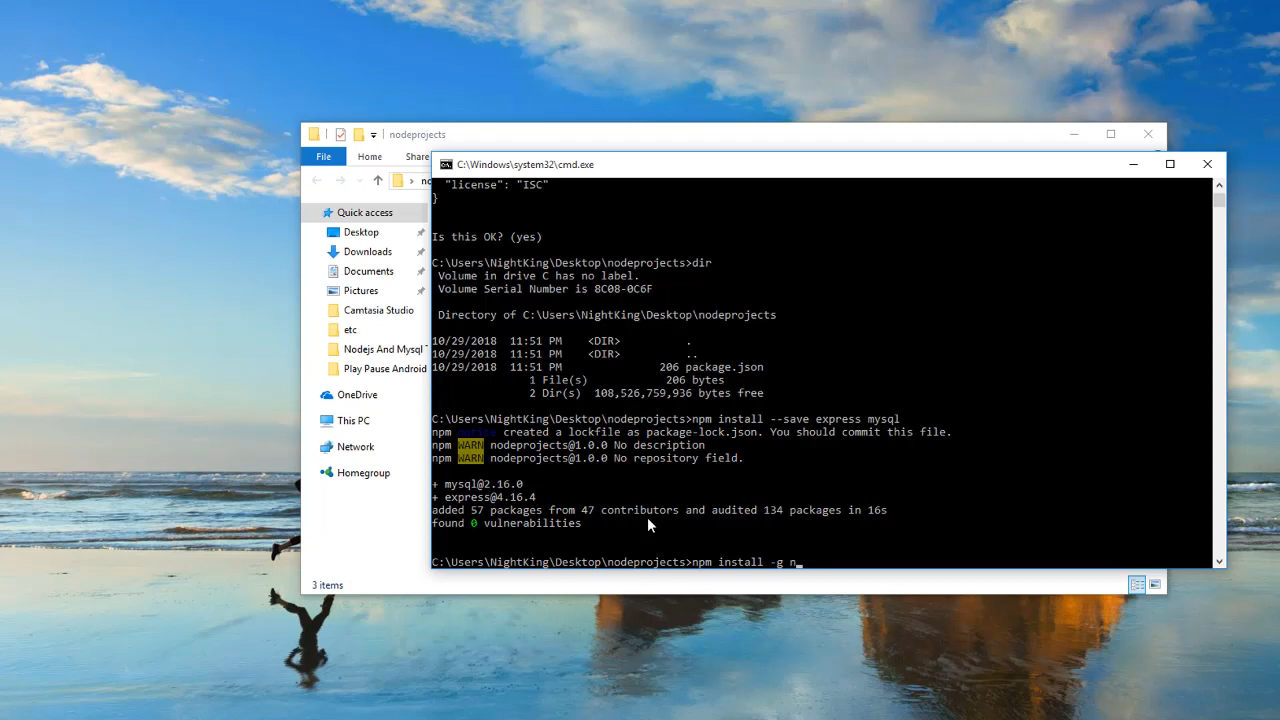 nodeprojects
File Home Share
C:\Windows\system32\cmd.exe
Quick access
Desktop
Downloads
Documents
Pictures
Camtasia Studio
etc
Nodejs And Mysql
Play Pause Android
OneDrive
This PC
Network
Homegroup
3 items
"license": "ISC"
}
Is this OK? (yes)
C:\Users\NightKing\Desktop\nodeprojects>dir
Volume in drive C has no label.
Volume Serial Number is 8C08-0C6F
Directory of C:\Users\NightKing\Desktop\nodeprojects
10/29/2018 11:51 PM <DIR> .
10/29/2018 11:51 PM <DIR> ..
10/29/2018 11:51 PM 206 package.json
1 File(s) 206 bytes
2 Dir(s) 108,526,759,936 bytes free
C:\Users\NightKing\Desktop\nodeprojects>npm install --save express mysql
npm notice created a lockfile as package-lock.json. You should commit this file.
npm WARN nodeprojects@1.0.0 No description
npm WARN nodeprojects@1.0.0 No repository field.
+ mysql@2.16.0
+ express@4.16.4
added 57 packages from 47 contributors and audited 134 packages in 16s
found 0 vulnerabilities
C:\Users\NightKing\Desktop\nodeprojects>npm install -g n